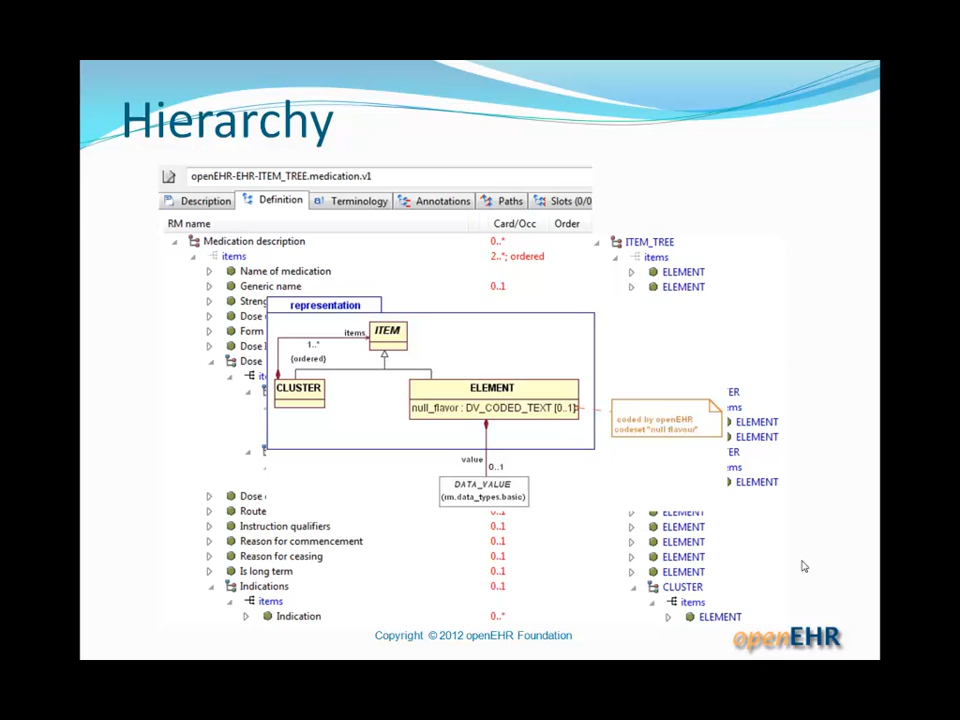 Hierarchy
openEHR-EHR-ITEM_TREE.medication.v1
Description Definition Terminology Annotations Paths Slots (0/0
RM name Card/Occ Order
Medication description 0..* ITEM_TREE
items 2..*; ordered items
Name of medication ELEMENT
Generic name 0..1 ELEMENT
representation
Form
Dose
ITEM
items
1..*
{ordered}
CLUSTER
ELEMENT
null_flavor : DV_CODED_TEXT [0..1]
coded by openEHR
codeset "null flavour"
value
0..1
DATA_VALUE
(rm.data_types.basic)
ELEMENT
ELEMENT
ELEMENT
Dose
Route 0..1 ELEMENT
Instruction qualifiers 0..1 ELEMENT
Reason for commencement 0..1 ELEMENT
Reason for ceasing 0..1 ELEMENT
Is long term 0..1 ELEMENT
Indications 0..1 CLUSTER
items items
Indication 0..* ELEMENT
Copyright © 2012 openEHR Foundation
openEHR